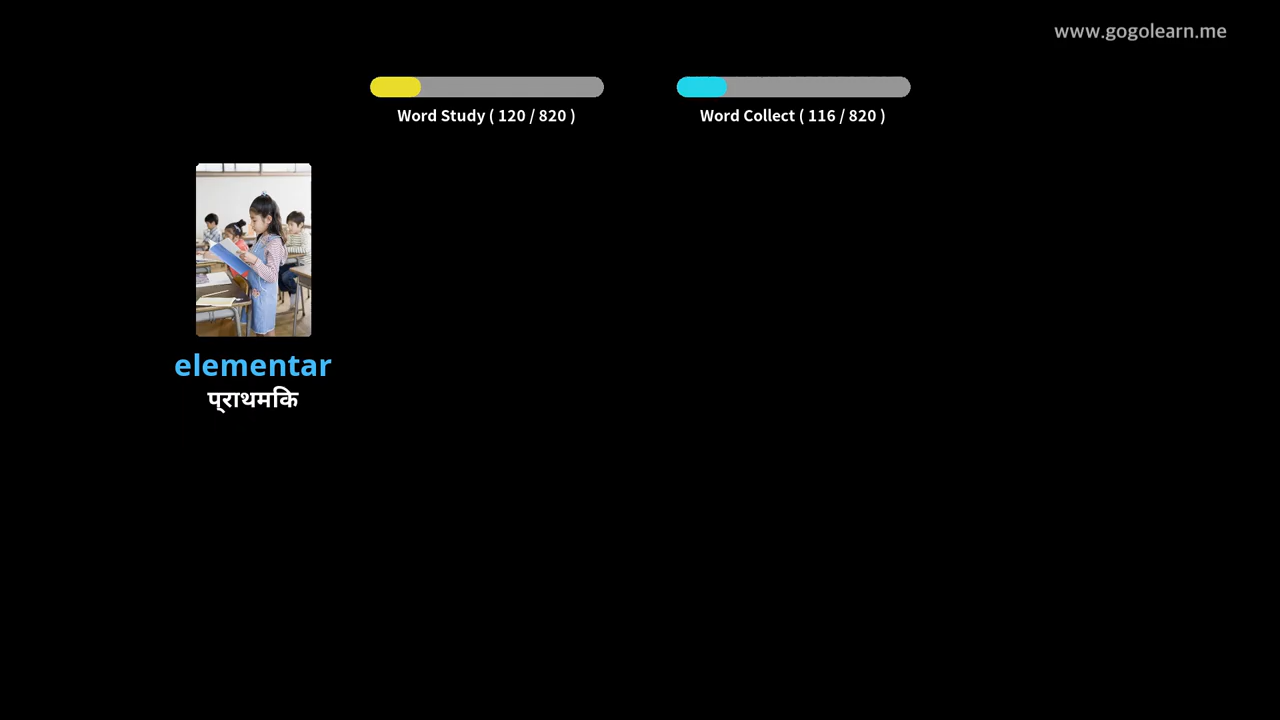 www.gogolearn.me
Word Study ( 120 / 820 )
Word Collect ( 116 / 820 )
elementar
प्राथमकि